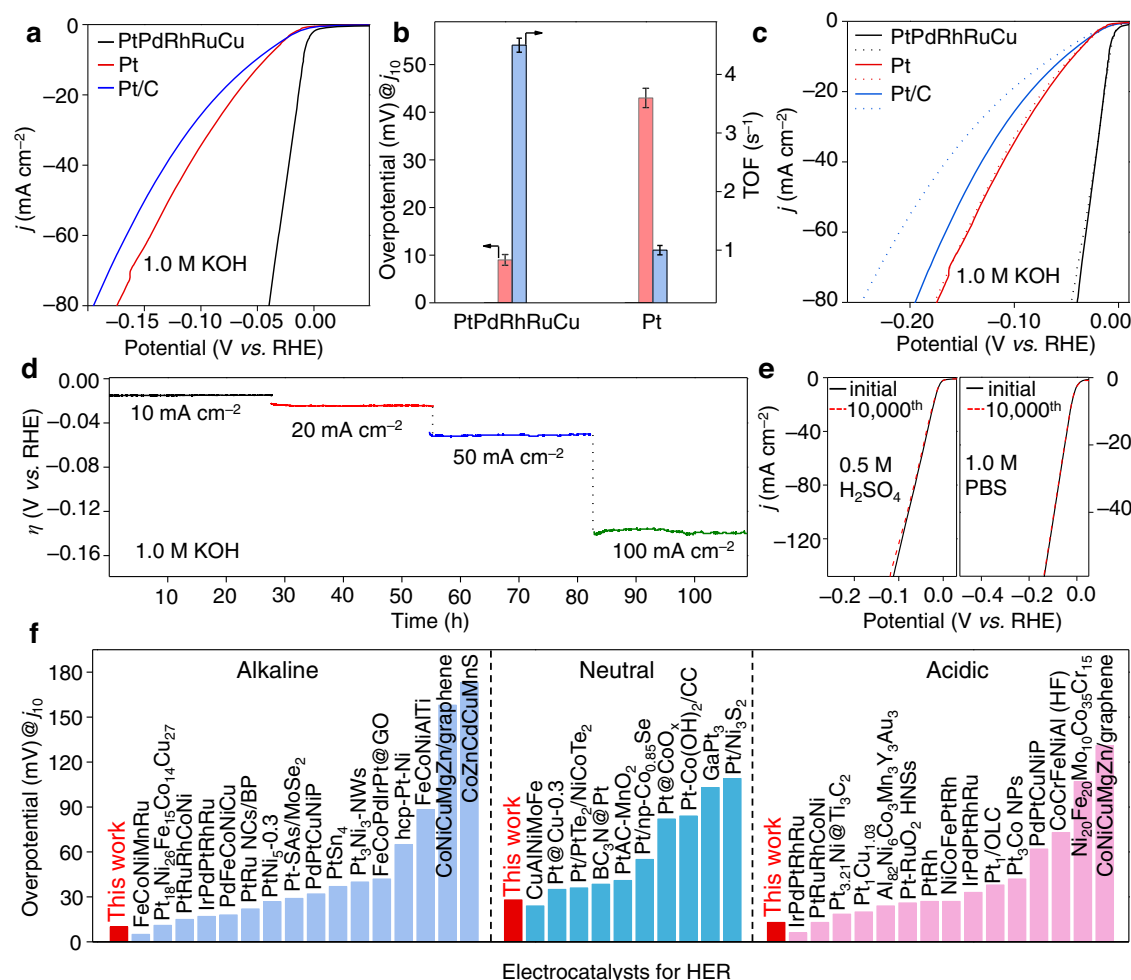 a
PtPdRhRuCu
Pt
Pt/C
1.0 M KOH
0
−20
−40
−60
−80
j (mA cm−2)
−0.15
−0.10
−0.05
0.00
Potential (V vs. RHE)
b
50
40
30
20
10
0
Overpotential (mV)@j10
4
3
2
1
TOF (s−1)
PtPdRhRuCu
Pt
c
PtPdRhRuCu
Pt
Pt/C
1.0 M KOH
0
−20
−40
−60
−80
j (mA cm−2)
−0.20
−0.10
0.00
Potential (V vs. RHE)
d
0.00
−0.04
−0.08
−0.12
−0.16
η (V vs. RHE)
10 mA cm−2
20 mA cm−2
50 mA cm−2
100 mA cm−2
1.0 M KOH
10 20 30 40 50 60 70 80 90 100
Time (h)
e
initial
10,000th
0.5 M
H2SO4
0
−40
−80
−120
j (mA cm−2)
−0.2 −0.1 0.0
initial
10,000th
1.0 M
PBS
0
−20
−40
−0.4 −0.2 0.0
Potential (V vs. RHE)
f
Overpotential (mV)@j10
180
150
120
90
60
30
0
Alkaline
This work
FeCoNiMnRu
Pt18Ni26Fe15Co14Cu27
PtRuRhCoNi
IrPdPtRhRu
PdFeCoNiCu
PtRu NCs/BP
PtNi5-0.3
Pt-SAs/MoSe2
PdPtCuNiP
PtSn4
Pt3Ni3-NWs
FeCoPdIrPt@GO
hcp-Pt-Ni
FeCoNiAlTi
CoNiCuMgZn/graphene
CoZnCdCuMnS
Neutral
This work
CuAlNiMoFe
Pt@Cu-0.3
Pt/PtTe2/NiCoTe2
BC3N@Pt
PtAC-MnO2
Pt/np-Co0.85Se
Pt@CoOx
Pt-Co(OH)2/CC
GaPt3
Pt/Ni3S2
Acidic
This work
IrPdPtRhRu
PtRuRhCoNi
Pt3.21Ni@Ti3C2
Pt1Cu1.03
Al82Ni6Co3Mn3Y3Au3
Pt-RuO2 HNSs
PtRh
NiCoFePtRh
IrPdPtRhRu
Pt1/OLC
Pt3Co NPs
PdPtCuNiP
CoCrFeNiAl (HF)
Ni20Fe20Mo10Co35Cr15
CoNiCuMgZn/graphene
Electrocatalysts for HER